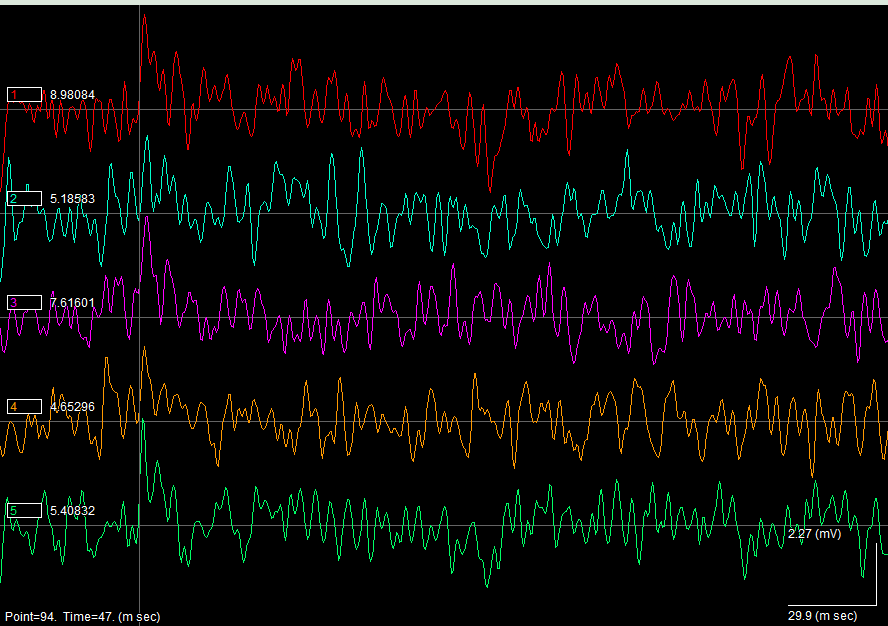 1 8.98084
2 5.18583
3 7.61601
4 4.65296
5 5.40832
2.27 (mV)
Point=94. Time=47. (m sec)
29.9 (m sec)